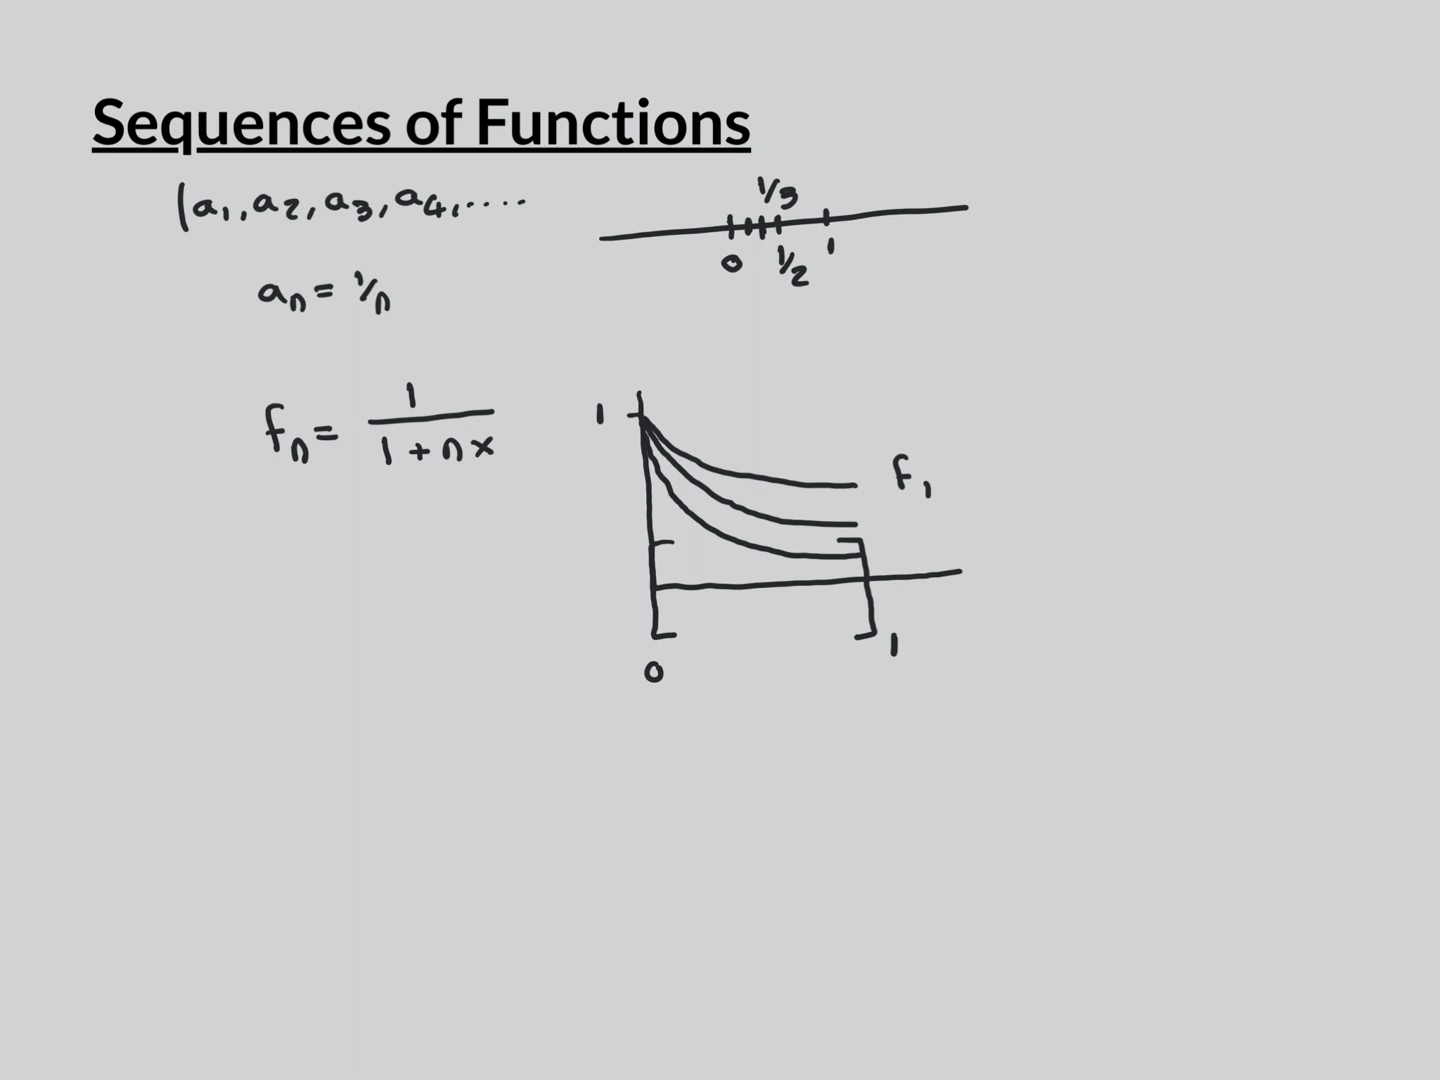 Sequences of Functions
(a₁, a₂, a₃, a₄, ....
1/3
0 1/2 1
aₙ = 1/n
fₙ = 1/(1 + nx)
1
f₁
0 1